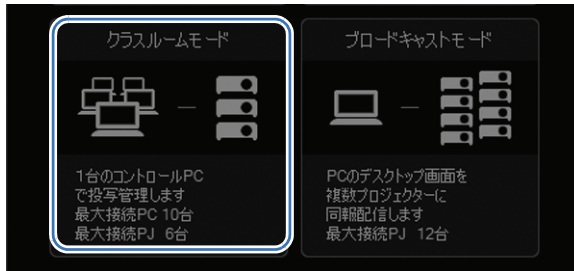 クラスルームモード
1台のコントロールPC
で投写管理します
最大接続PC 10台
最大接続PJ 6台
ブロードキャストモード
PCのデスクトップ画面を
複数プロジェクターに
同報配信します
最大接続PJ 12台